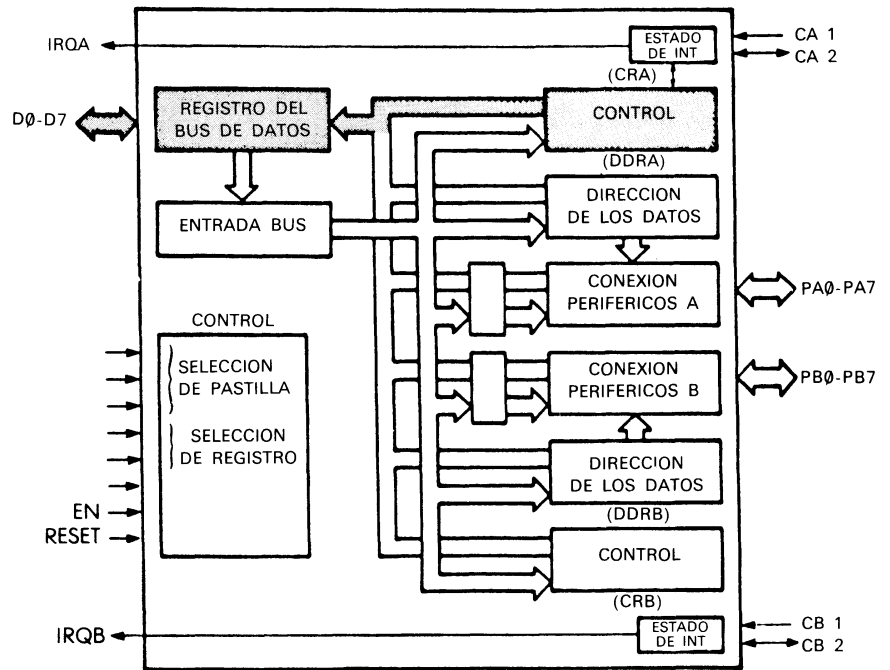 IRQA
ESTADO
DE INT
CA 1
CA 2
(CRA)
D0-D7
REGISTRO DEL
BUS DE DATOS
CONTROL
(DDRA)
ENTRADA BUS
DIRECCION
DE LOS DATOS
CONEXION
PERIFERICOS A
PA0-PA7
CONTROL
SELECCION
DE PASTILLA
SELECCION
DE REGISTRO
EN
RESET
CONEXION
PERIFERICOS B
PB0-PB7
DIRECCION
DE LOS DATOS
(DDRB)
CONTROL
(CRB)
IRQB
ESTADO
DE INT
CB 1
CB 2